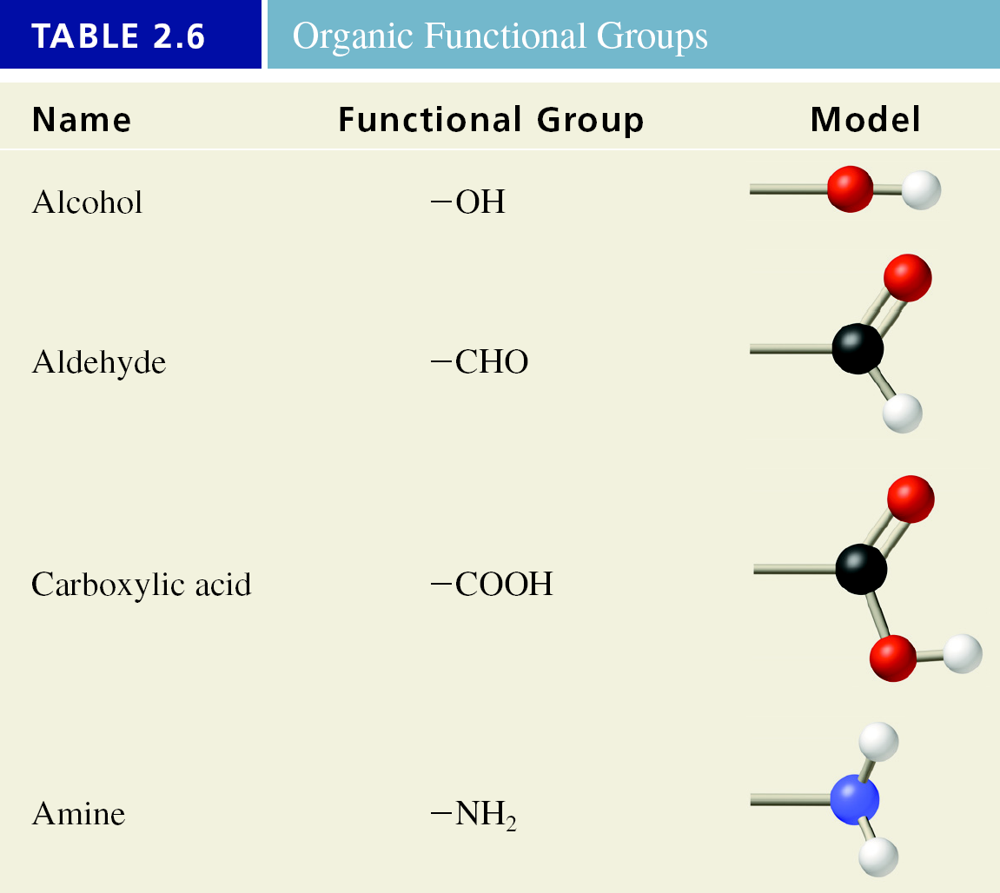 TABLE 2.6 Organic Functional Groups
Name Functional Group Model
Alcohol −OH
Aldehyde −CHO
Carboxylic acid −COOH
Amine −NH₂